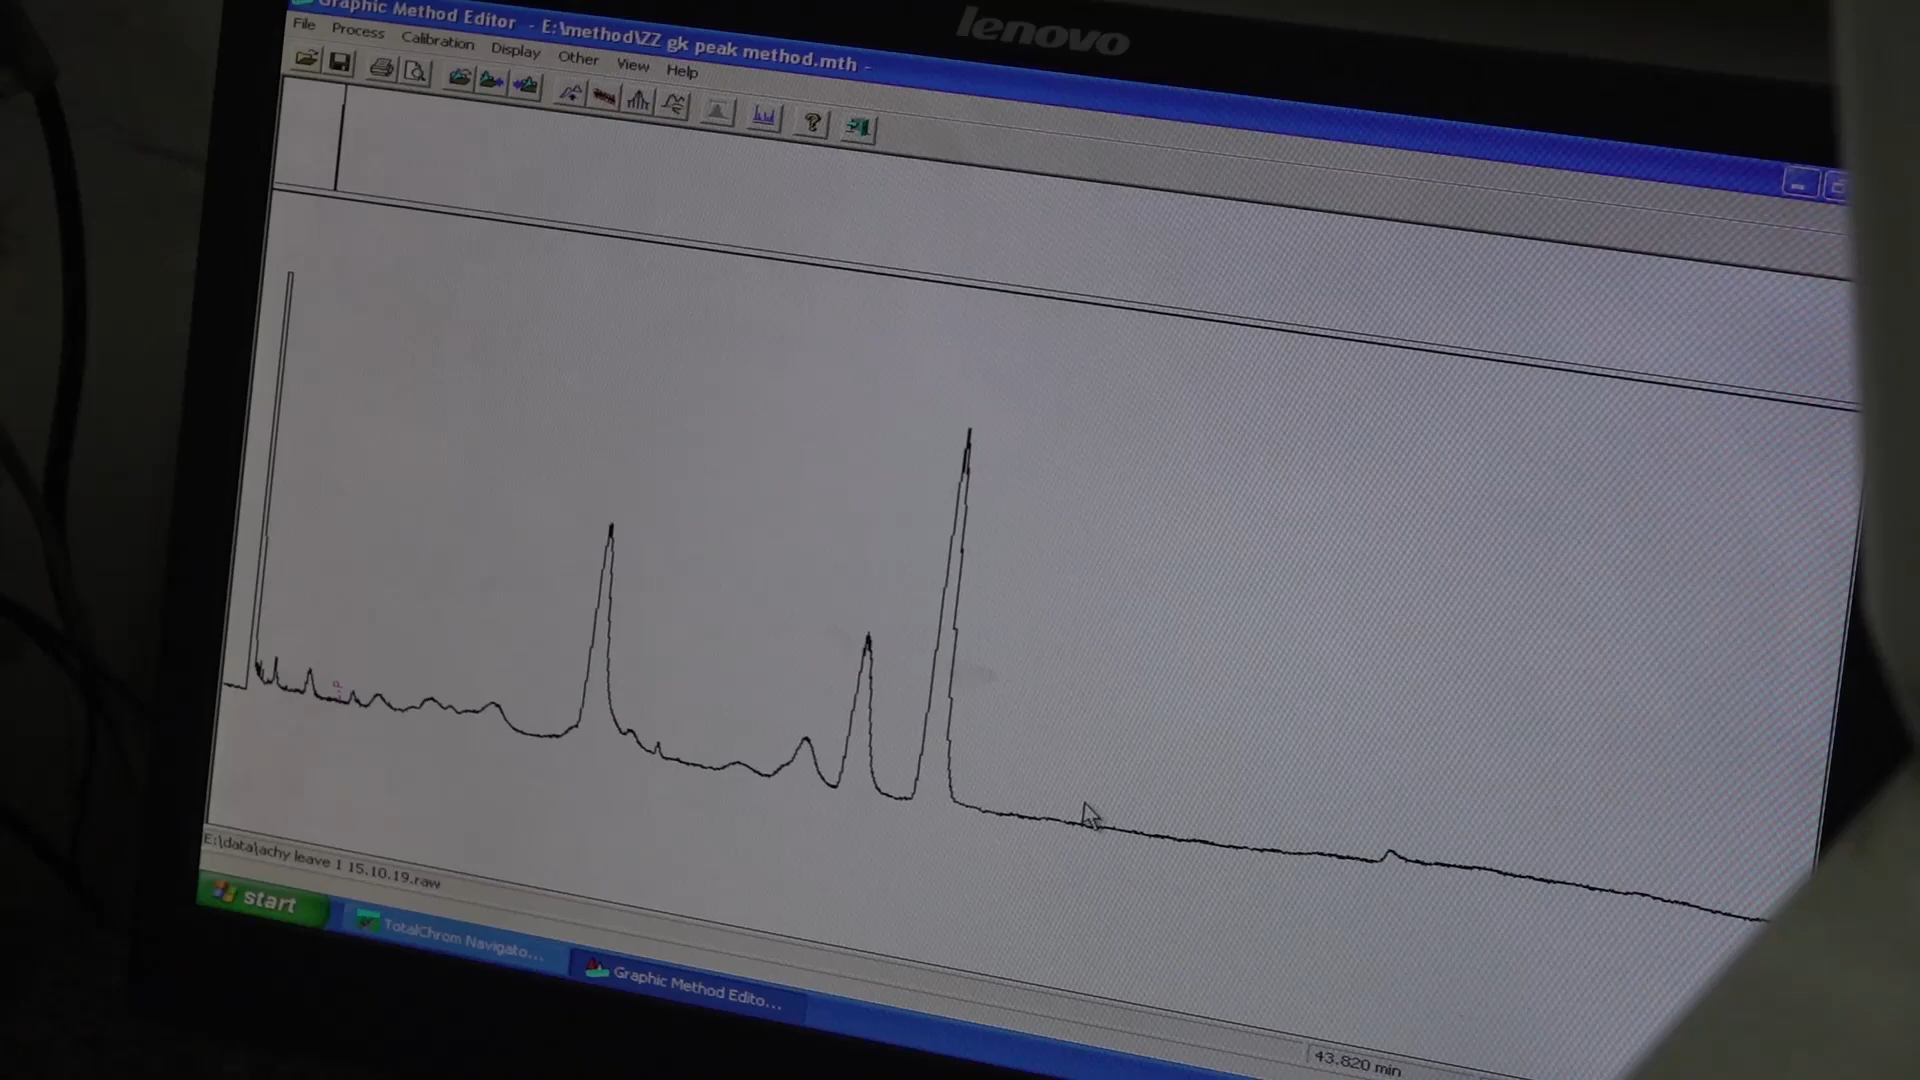 lenovo
Graphic Method Editor - E:\method\ZZ gk peak method.mth -
File Process Calibration Display Other View Help
E:\data\achy leave 1 15.10.19.raw
43.820 min
start
TotalChrom Navigato...
Graphic Method Edito...